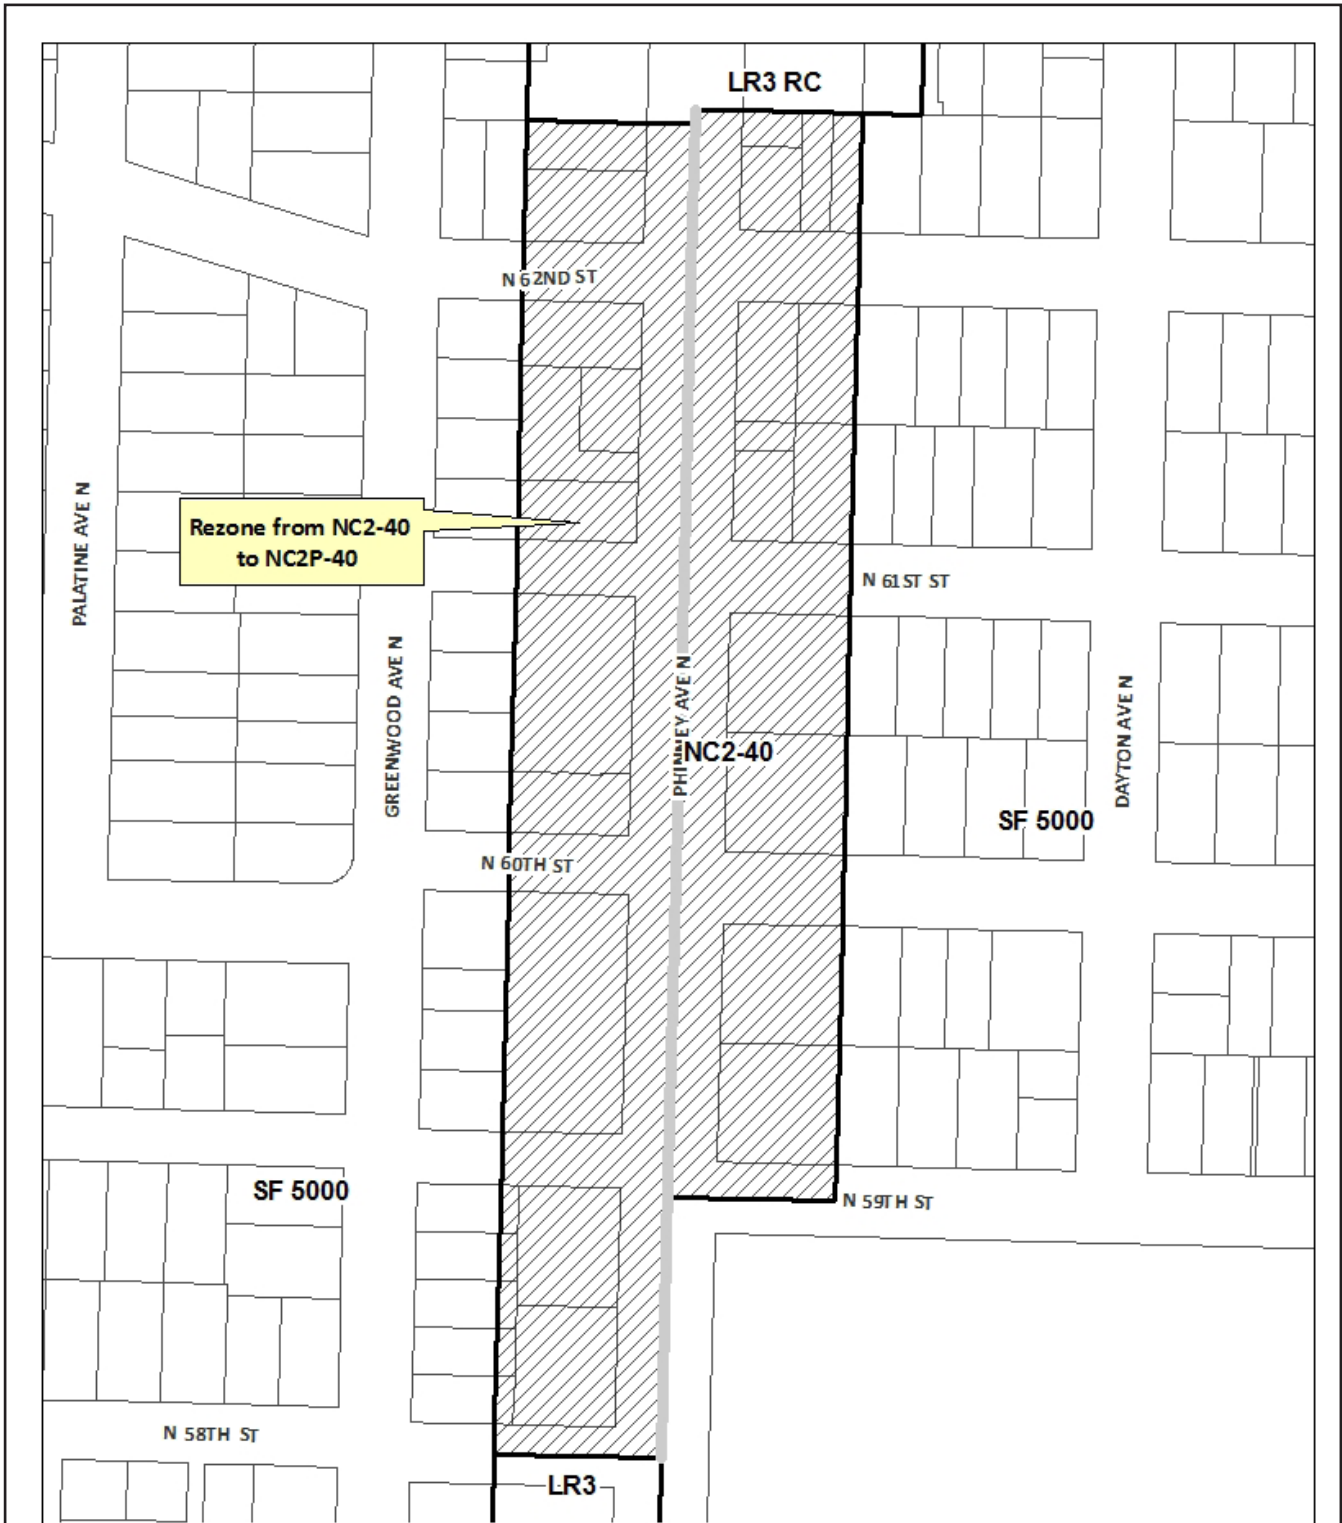 LR3 RC
N 62ND ST
PALATINE AVE N
Rezone from NC2-40
to NC2P-40
N 61ST ST
GREENWOOD AVE N
PHINNEY AVE N
NC2-40
DAYTON AVE N
SF 5000
N 60TH ST
SF 5000
N 59TH ST
N 58TH ST
LR3